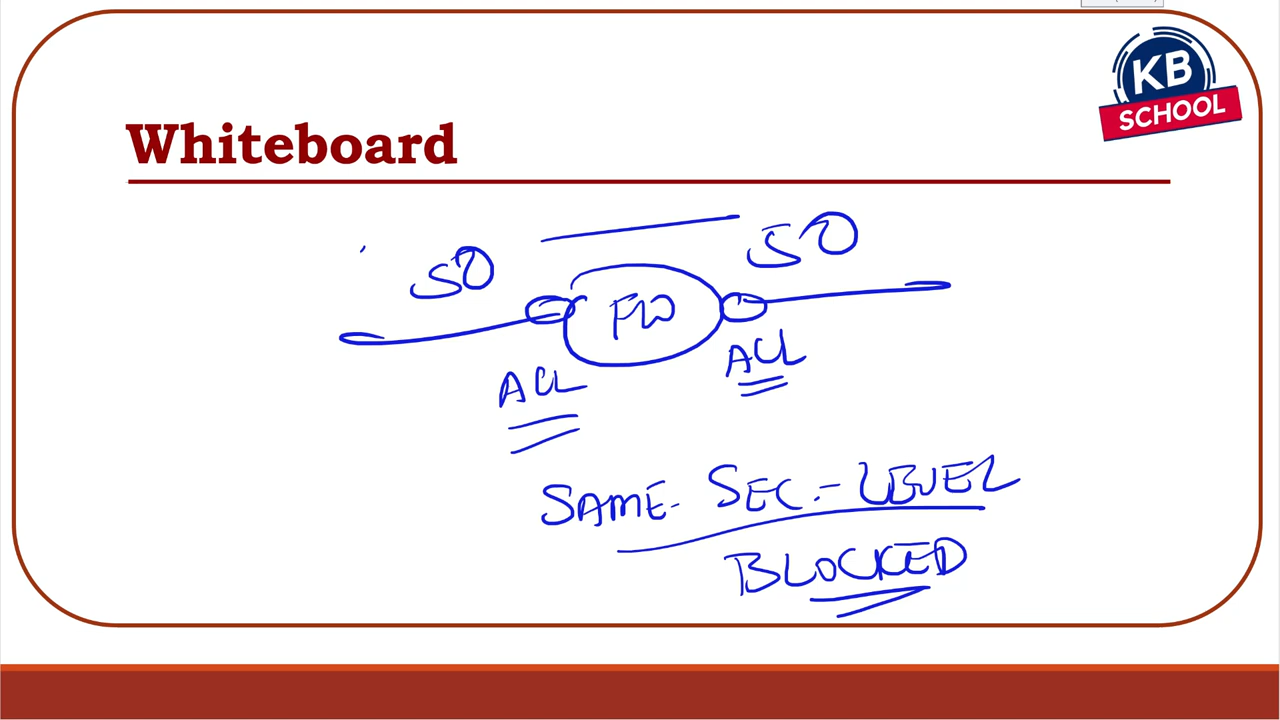 KB
SCHOOL
Whiteboard
50 50
FW
ACL ACL
SAME-SEC.-LEVEL
BLOCKED